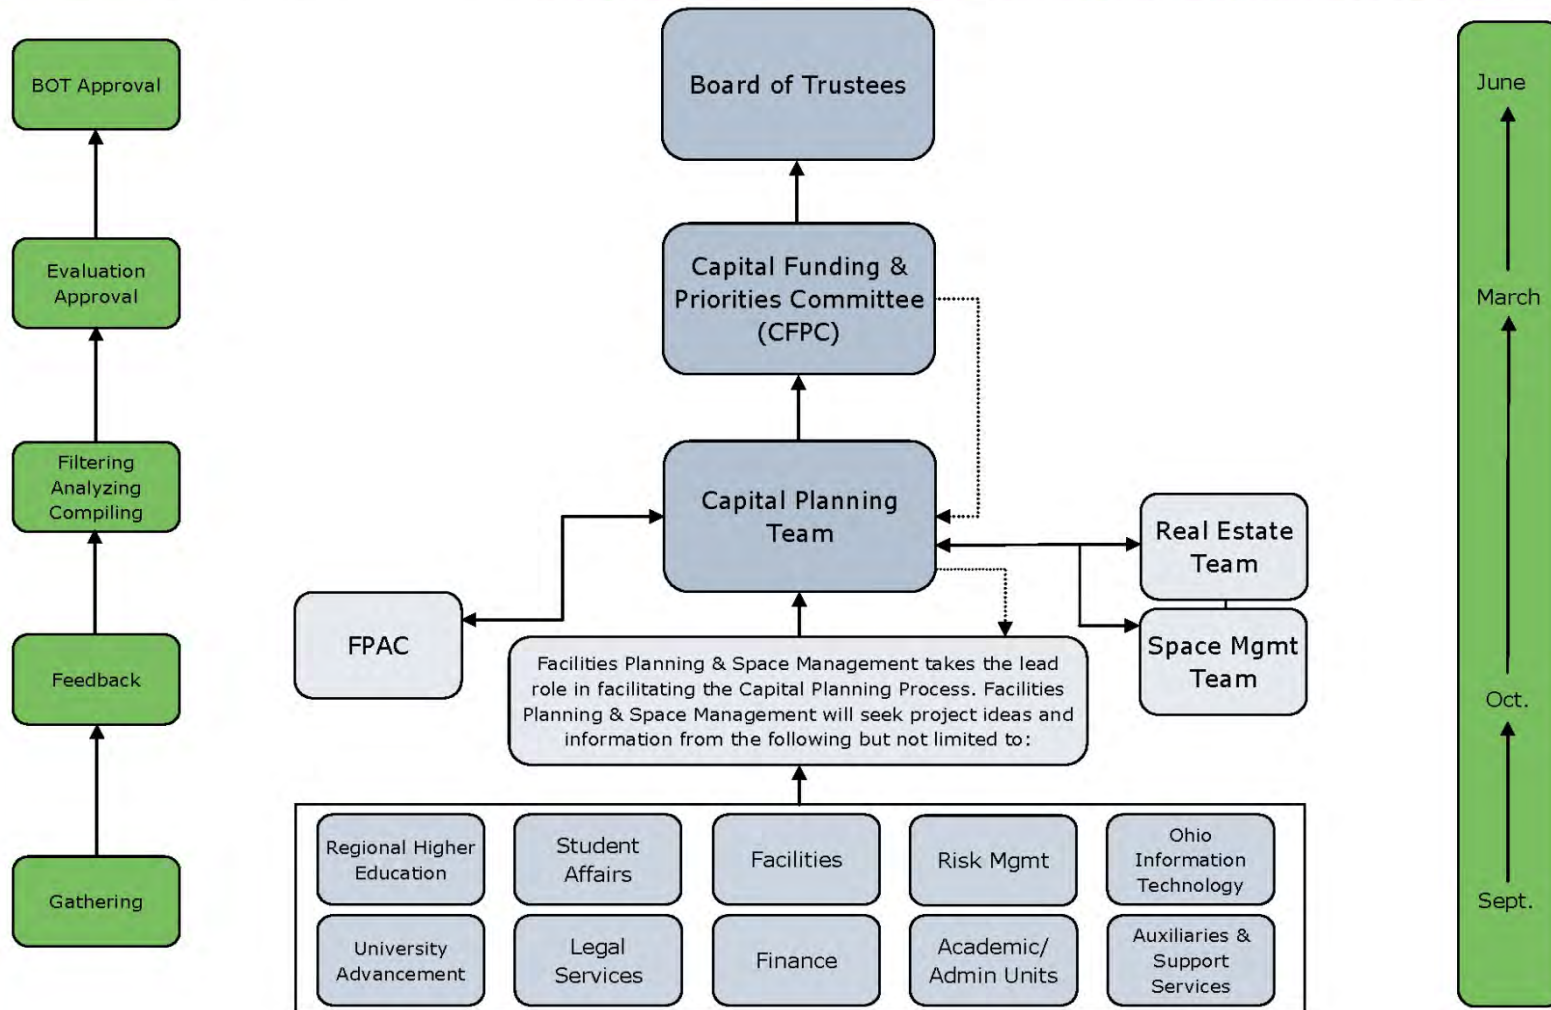 BOT Approval
Evaluation
Approval
Filtering
Analyzing
Compiling
Feedback
Gathering
Board of Trustees
Capital Funding &
Priorities Committee
(CFPC)
Capital Planning
Team
FPAC
Real Estate
Team
Space Mgmt
Team
Facilities Planning & Space Management takes the lead
role in facilitating the Capital Planning Process. Facilities
Planning & Space Management will seek project ideas and
information from the following but not limited to:
Regional Higher
Education
Student
Affairs
Facilities
Risk Mgmt
Ohio
Information
Technology
University
Advancement
Legal
Services
Finance
Academic/
Admin Units
Auxiliaries &
Support
Services
June
March
Oct.
Sept.